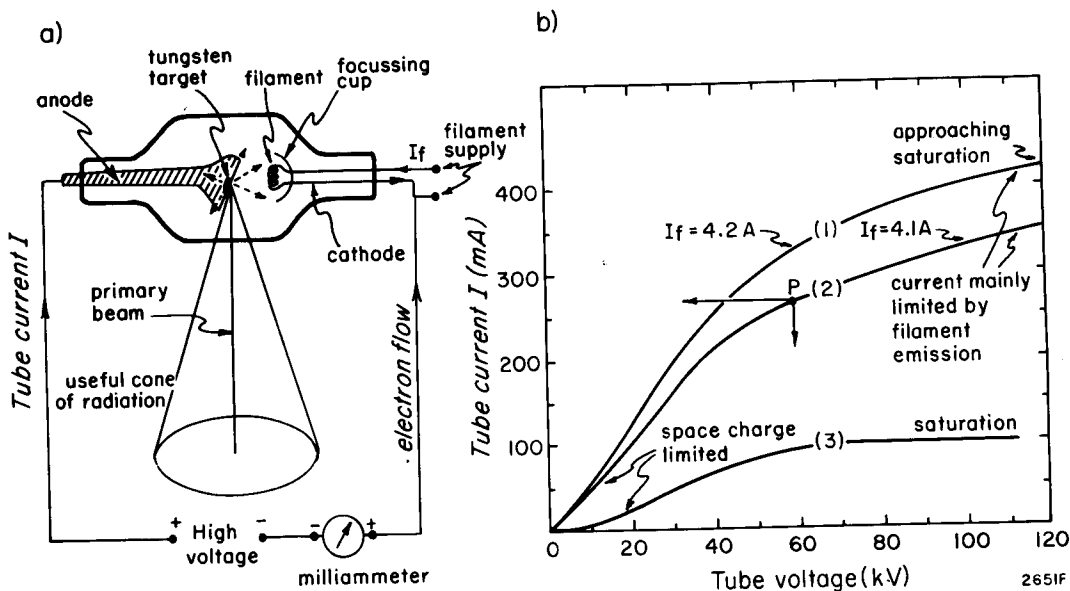 a)
tungsten
target
filament
focussing
cup
anode
If
filament
supply
cathode
Tube current I
primary
beam
useful cone
of radiation
electron flow
+ High - - +
voltage
milliammeter
b)
Tube current I (mA)
400
300
200
100
0 20 40 60 80 100 120
Tube voltage (kV)
approaching
saturation
If = 4.2 A
(1)
If = 4.1A
P (2)
current mainly
limited by
filament
emission
space charge
limited
(3)
saturation
2651F